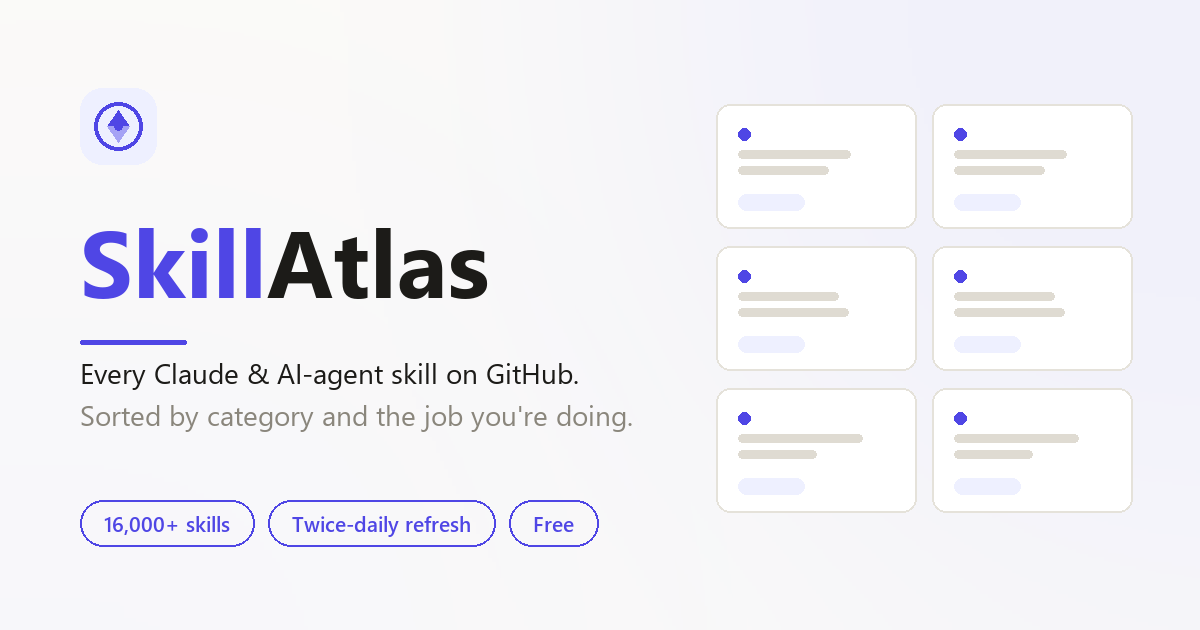 SkillAtlas
Every Claude & AI-agent skill on GitHub.
Sorted by category and the job you're doing.
16,000+ skills
Twice-daily refresh
Free